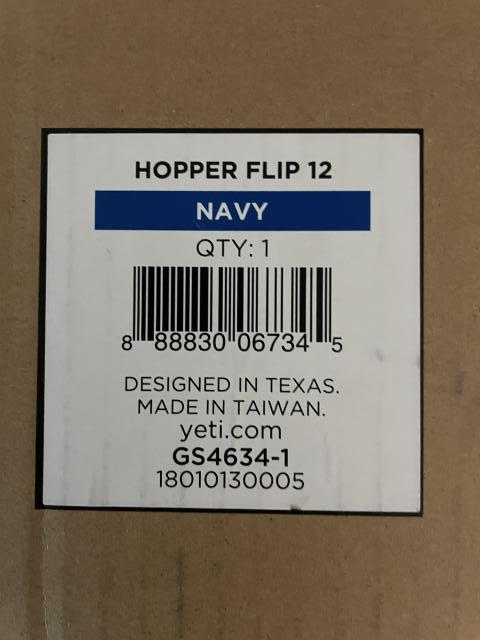 HOPPER FLIP 12
NAVY
QTY: 1
8 88830 06734 5
DESIGNED IN TEXAS.
MADE IN TAIWAN.
yeti.com
GS4634-1
18010130005